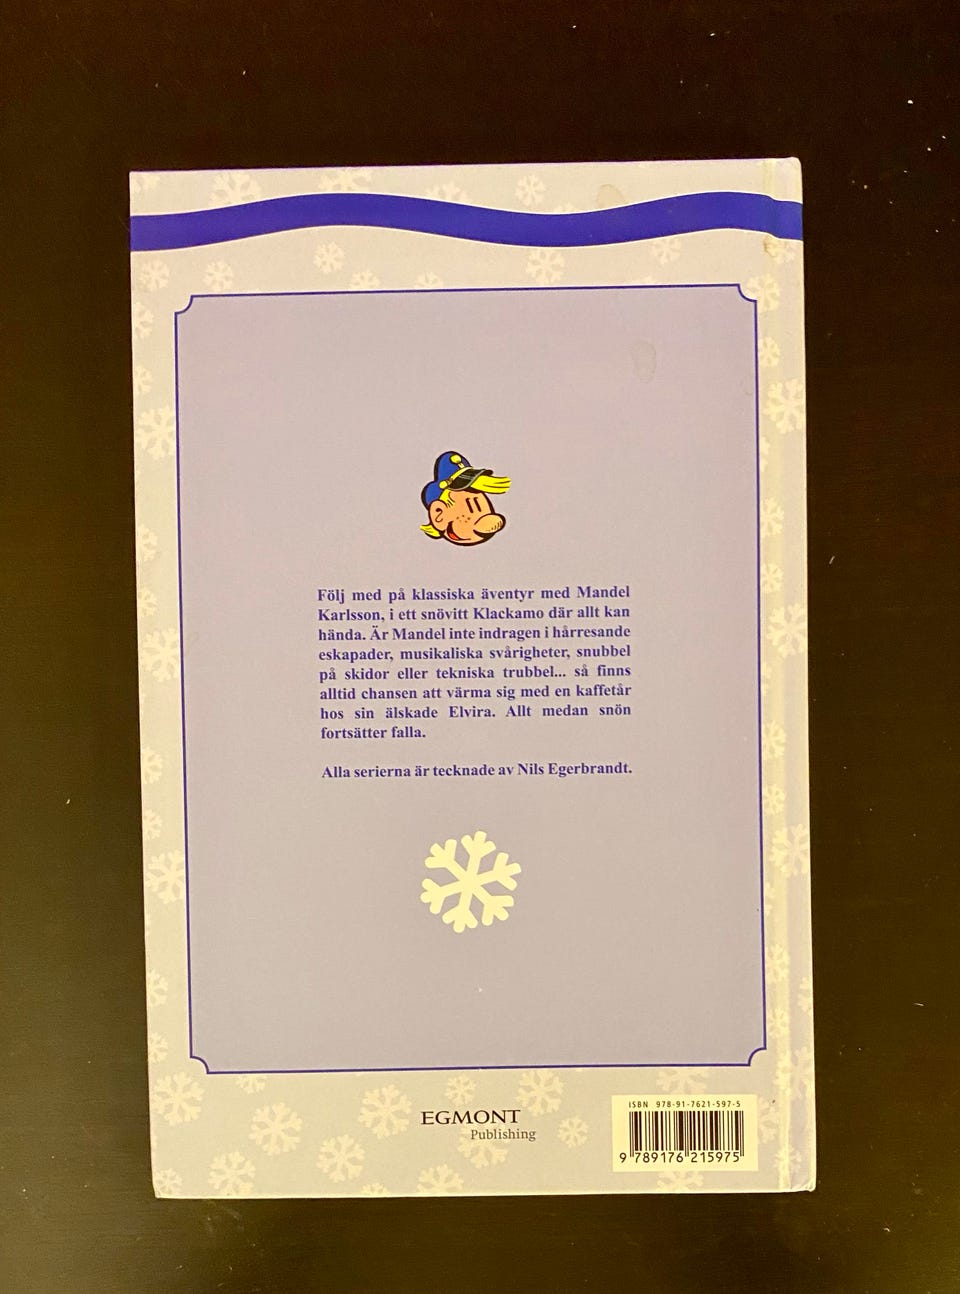 Följ med på klassiska äventyr med Mandel
Karlsson, i ett snövitt Klackamo där allt kan
hända. Är Mandel inte indragen i hårresande
eskapader, musikaliska svårigheter, snubbel
på skidor eller tekniska trubbel... så finns
alltid chansen att värma sig med en kaffetår
hos sin älskade Elvira. Allt medan snön
fortsätter falla.
Alla serierna är tecknade av Nils Egerbrandt.
EGMONT
Publishing
ISBN 978-91-7621-597-5
9 789176 215975